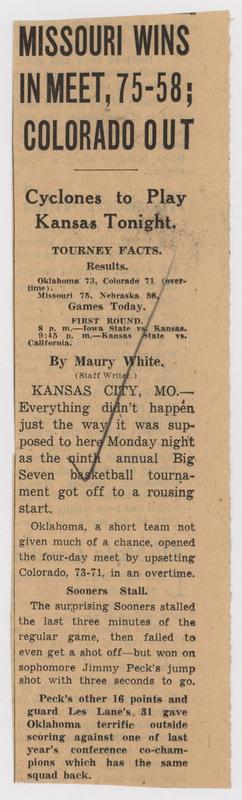 MISSOURI WINS
IN MEET, 75-58;
COLORADO OUT
Cyclones to Play
Kansas Tonight.
TOURNEY FACTS.
Results.
Oklahoma 73, Colorado 71 (over-
time).
Missouri 75, Nebraska 58.
Games Today.
FIRST ROUND.
8 p. m.—Iowa State vs. Kansas.
9:45 p. m.—Kansas State vs.
California.
By Maury White.
(Staff Writer.)
KANSAS CITY, MO.—
Everything didn't happen
just the way it was sup-
posed to here Monday night
as the ninth annual Big
Seven basketball tourna-
ment got off to a rousing
start.
Oklahoma, a short team not
given much of a chance, opened
the four-day meet by upsetting
Colorado, 73-71, in an overtime.
Sooners Stall.
The surprising Sooners stalled
the last three minutes of the
regular game, then failed to
even get a shot off—but won on
sophomore Jimmy Peck's jump
shot with three seconds to go.
Peck's other 16 points and
guard Les Lane's 31 gave
Oklahoma terrific outside
scoring against one of last
year's conference co-cham-
pions which has the same
squad back.